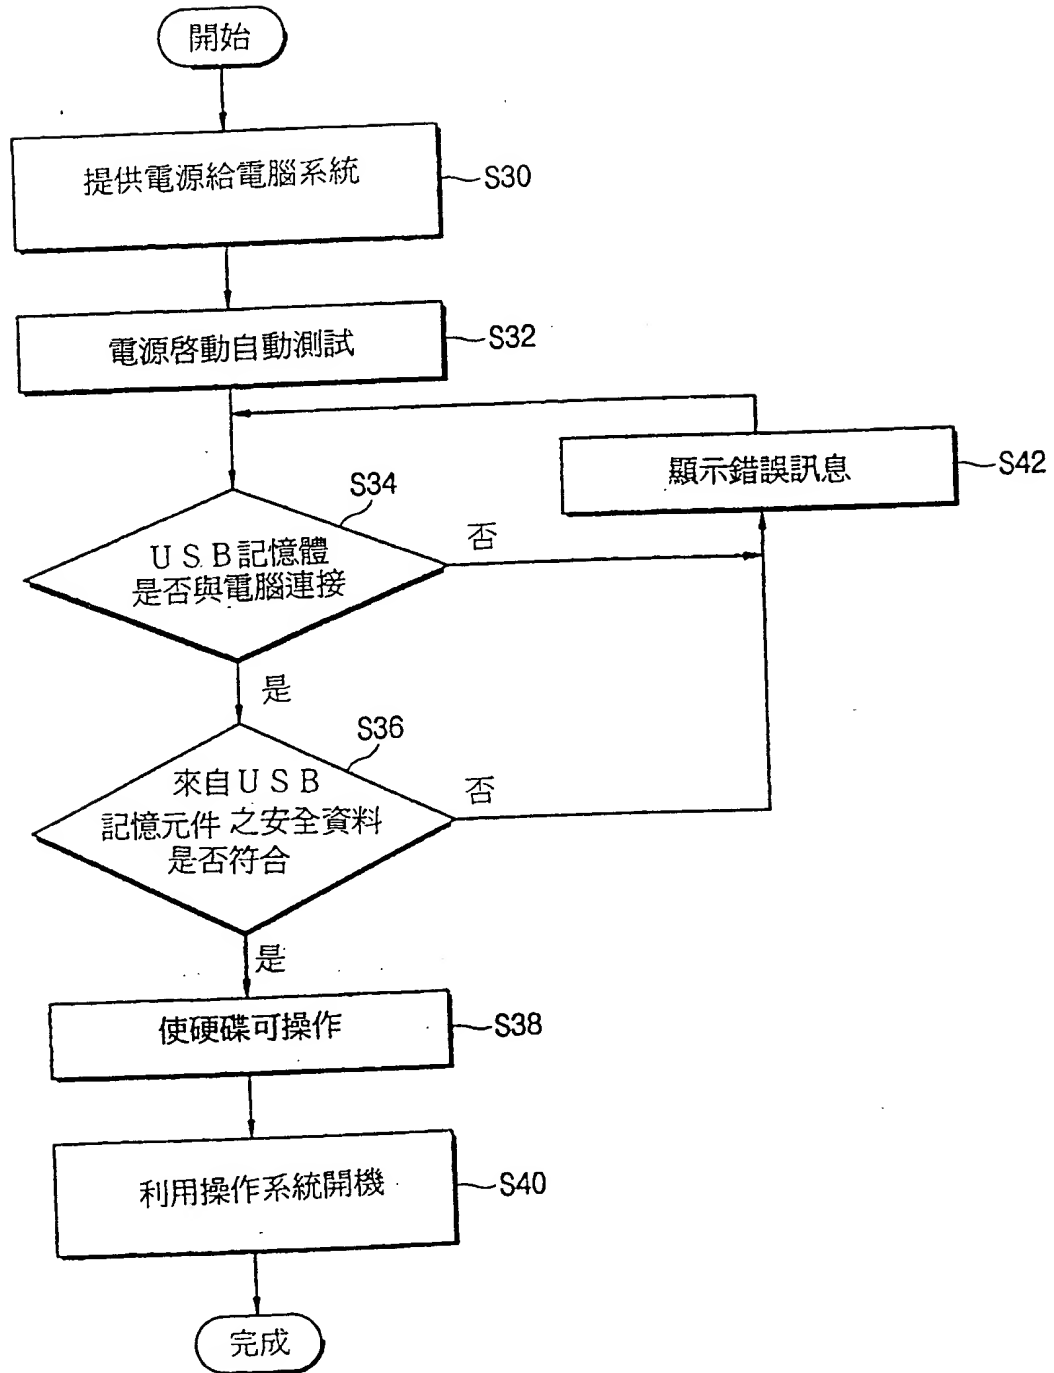 開始
提供電源給電腦系統
S30
電源啓動自動測試
S32
顯示錯誤訊息
S42
S34
USB記憶體
是否與電腦連接
否
是
S36
來自USB
記憶元件之安全資料
是否符合
否
是
使硬碟可操作
S38
利用操作系統開機
S40
完成